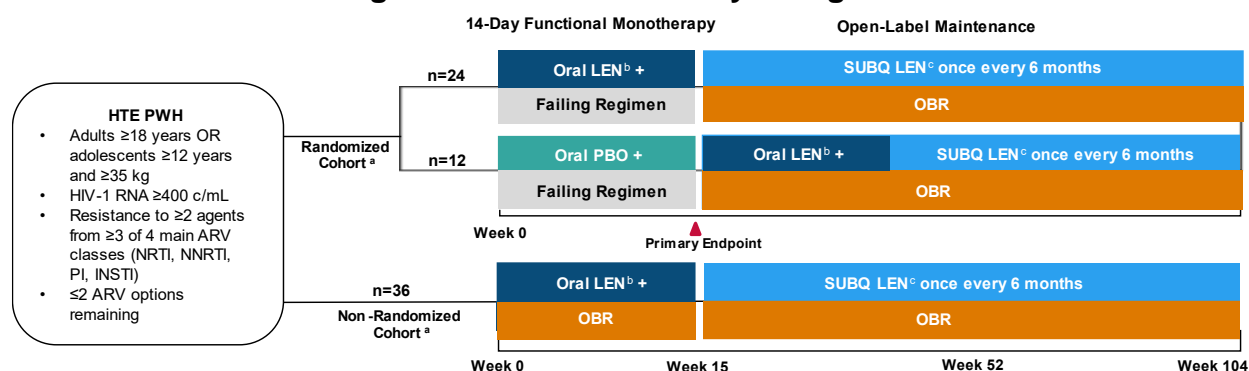 14-Day Functional Monotherapy
Open-Label Maintenance
HTE PWH
• Adults ≥18 years OR
adolescents ≥12 years
and ≥35 kg
• HIV-1 RNA ≥400 c/mL
• Resistance to ≥2 agents
from ≥3 of 4 main ARV
classes (NRTI, NNRTI,
PI, INSTI)
• ≤2 ARV options
remaining
Randomized
Cohort a
n=24
Oral LENb +
Failing Regimen
SUBQ LENc once every 6 months
OBR
n=12
Oral PBO +
Failing Regimen
Oral LENb +
SUBQ LENc once every 6 months
OBR
Week 0
Primary Endpoint
n=36
Non-Randomized
Cohort a
Oral LENb +
OBR
SUBQ LENc once every 6 months
OBR
Week 0
Week 15
Week 52
Week 104